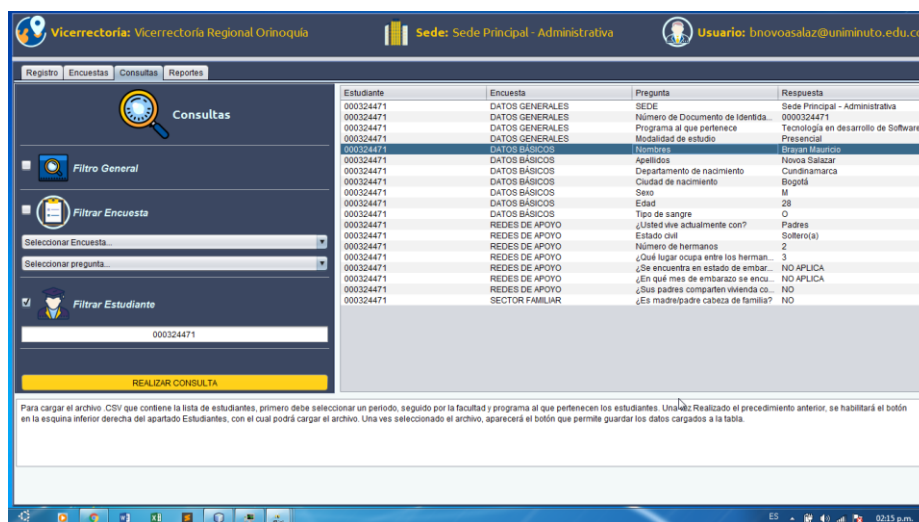 Vicerrectoría: Vicerrectoría Regional Orinoquía
Sede: Sede Principal - Administrativa
Usuario: bnovoasalaz@uniminuto.edu.co
Registro Encuestas Consultas Reportes
Consultas
Filtro General
Filtrar Encuesta
Seleccionar Encuesta...
Seleccionar pregunta...
Filtrar Estudiante
000324471
REALIZAR CONSULTA
Estudiante Encuesta Pregunta Respuesta
000324471 DATOS GENERALES SEDE Sede Principal - Administrativa
000324471 DATOS GENERALES Número de Documento de Identida... 0000324471
000324471 DATOS GENERALES Programa al que pertenece Tecnología en desarrollo de Software
000324471 DATOS GENERALES Modalidad de estudio Presencial
000324471 DATOS BÁSICOS Nombres Brayan Mauricio
000324471 DATOS BÁSICOS Apellidos Novoa Salazar
000324471 DATOS BÁSICOS Departamento de nacimiento Cundinamarca
000324471 DATOS BÁSICOS Ciudad de nacimiento Bogotá
000324471 DATOS BÁSICOS Sexo M
000324471 DATOS BÁSICOS Edad 28
000324471 DATOS BÁSICOS Tipo de sangre O
000324471 REDES DE APOYO ¿Usted vive actualmente con? Padres
000324471 REDES DE APOYO Estado civil Soltero(a)
000324471 REDES DE APOYO Número de hermanos 2
000324471 REDES DE APOYO ¿Qué lugar ocupa entre los herman... 3
000324471 REDES DE APOYO ¿Se encuentra en estado de embar... NO APLICA
000324471 REDES DE APOYO ¿En qué mes de embarazo se encu... NO APLICA
000324471 REDES DE APOYO ¿Sus padres comparten vivienda co... NO
000324471 SECTOR FAMILIAR ¿Es madre/padre cabeza de familia? NO
Para cargar el archivo .CSV que contiene la lista de estudiantes, primero debe seleccionar un periodo, seguido por la facultad y programa al que pertenecen los estudiantes. Una vez Realizado el precedimiento anterior, se habilitará el botón
en la esquina inferior derecha del apartado Estudiantes, con el cual podrá cargar el archivo. Una ves seleccionado el archivo, aparecerá el botón que permite guardar los datos cargados a la tabla.
ES 02:15 p.m.